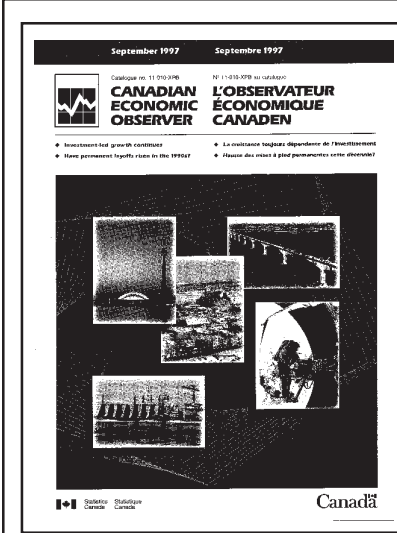 September 1997
Septembre 1997
Catalogue no. 11-010-XPB
N° 11-010-XPB au catalogue
CANADIAN
ECONOMIC
OBSERVER
L'OBSERVATEUR
ÉCONOMIQUE
CANADEN
Investment-led growth continues
Have permanent layoffs risen in the 1990s?
La croissance toujours dépendante de l'investissement
Hausse des mises à pied permanentes cette décennie?
Statistics
Canada
Statistique
Canada
Canada